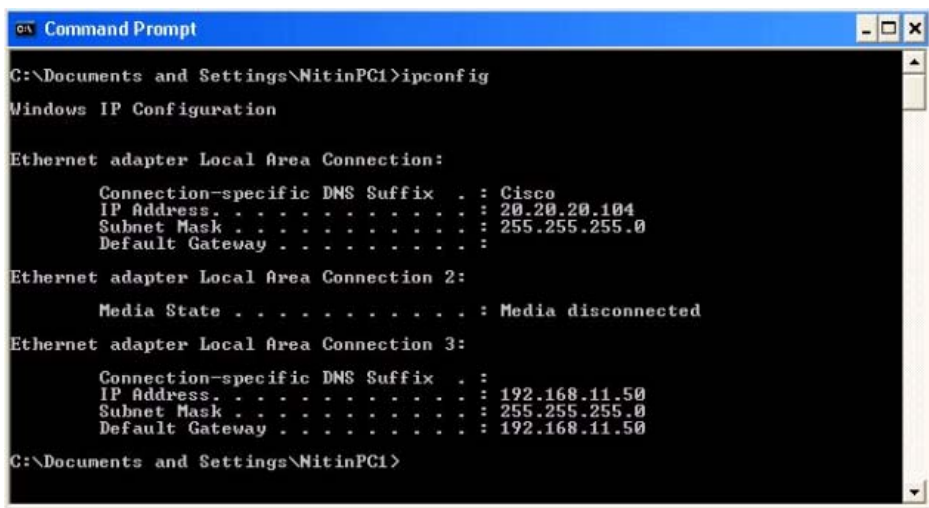 Command Prompt
C:\Documents and Settings\NitinPC1>ipconfig
Windows IP Configuration
Ethernet adapter Local Area Connection:
Connection-specific DNS Suffix . : Cisco
IP Address. . . . . . . . . . . . : 20.20.20.104
Subnet Mask . . . . . . . . . . . : 255.255.255.0
Default Gateway . . . . . . . . . :
Ethernet adapter Local Area Connection 2:
Media State . . . . . . . . . . . : Media disconnected
Ethernet adapter Local Area Connection 3:
Connection-specific DNS Suffix . :
IP Address. . . . . . . . . . . . : 192.168.11.50
Subnet Mask . . . . . . . . . . . : 255.255.255.0
Default Gateway . . . . . . . . . : 192.168.11.50
C:\Documents and Settings\NitinPC1>